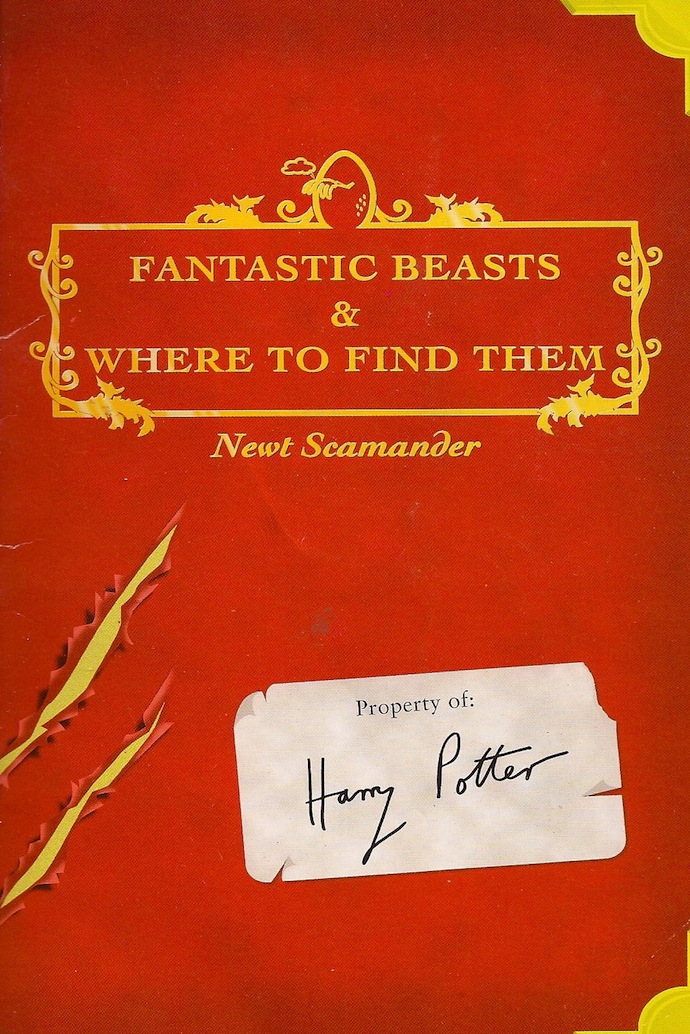 FANTASTIC BEASTS
&
WHERE TO FIND THEM
Newt Scamander
Property of:
Harry Potter